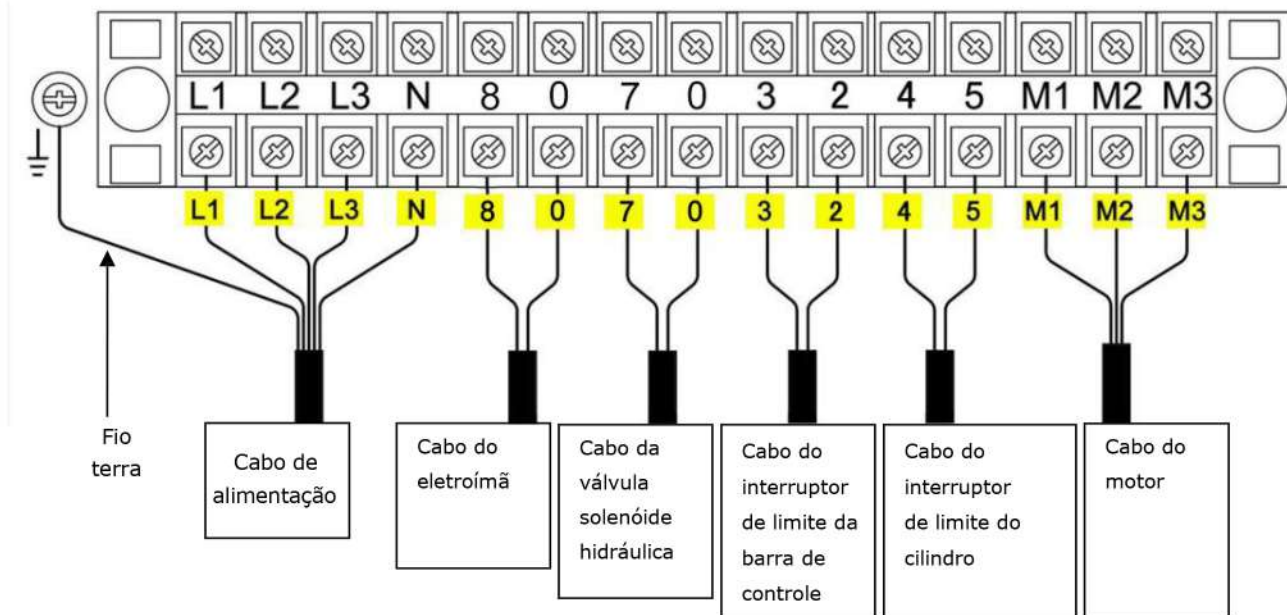 L1 L2 L3 N 8 0 7 0 3 2 4 5 M1 M2 M3
L1 L2 L3 N 8 0 7 0 3 2 4 5 M1 M2 M3
Fio
terra
Cabo de
alimentação
Cabo do
eletroímã
Cabo da
válvula
solenóide
hidráulica
Cabo do
interruptor
de limite da
barra de
controle
Cabo do
interruptor
de limite do
cilindro
Cabo do
motor